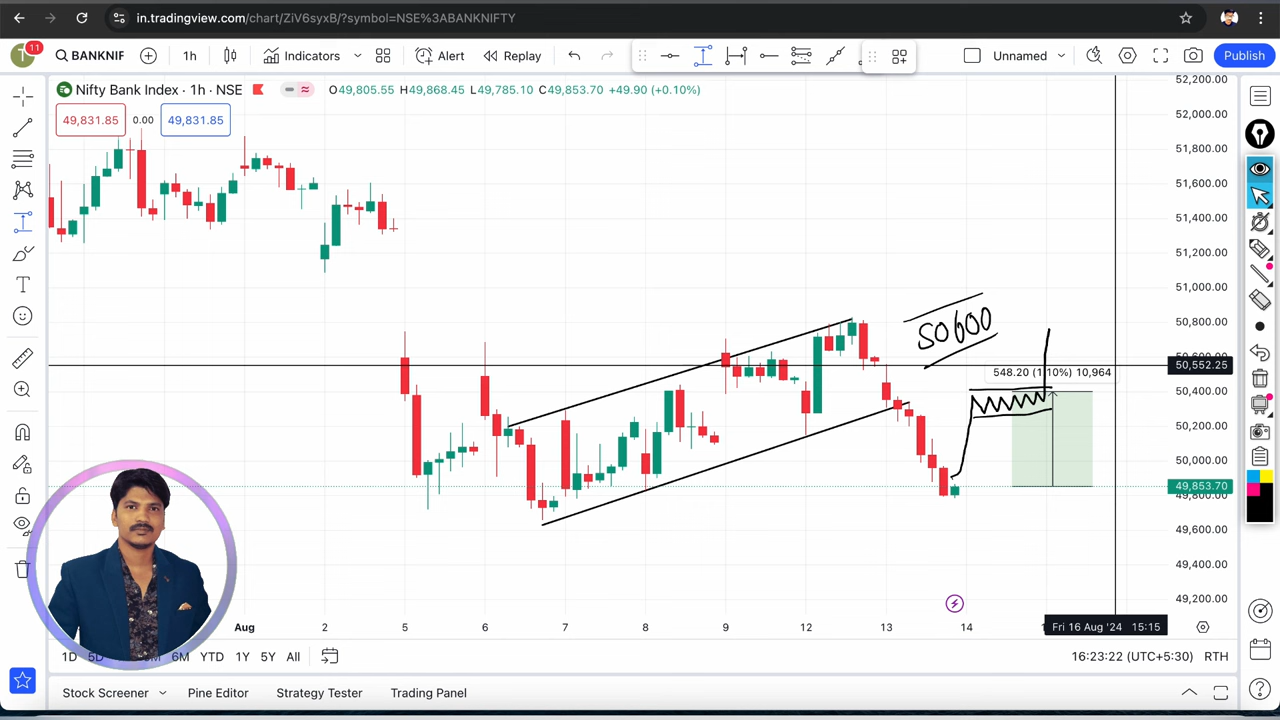 in.tradingview.com/chart/ZiV6syxB/?symbol=NSE%3ABANKNIFTY
T 11 BANKNIF 1h Indicators Alert Replay Unnamed Publish
Nifty Bank Index · 1h · NSE O49,805.55 H49,868.45 L49,785.10 C49,853.70 +49.90 (+0.10%)
49,831.85 0.00 49,831.85
52,200.00
52,000.00
51,800.00
51,600.00
51,400.00
51,200.00
51,000.00
50,800.00
50600
50,552.25
548.20 (1.10%) 10,964
50,400.00
50,200.00
50,000.00
49,853.70
49,800.00
49,600.00
49,400.00
49,200.00
Aug 2 5 6 7 8 9 12 13 14 Fri 16 Aug '24 15:15
1D 5D 6M YTD 1Y 5Y All 16:23:22 (UTC+5:30) RTH
Stock Screener Pine Editor Strategy Tester Trading Panel